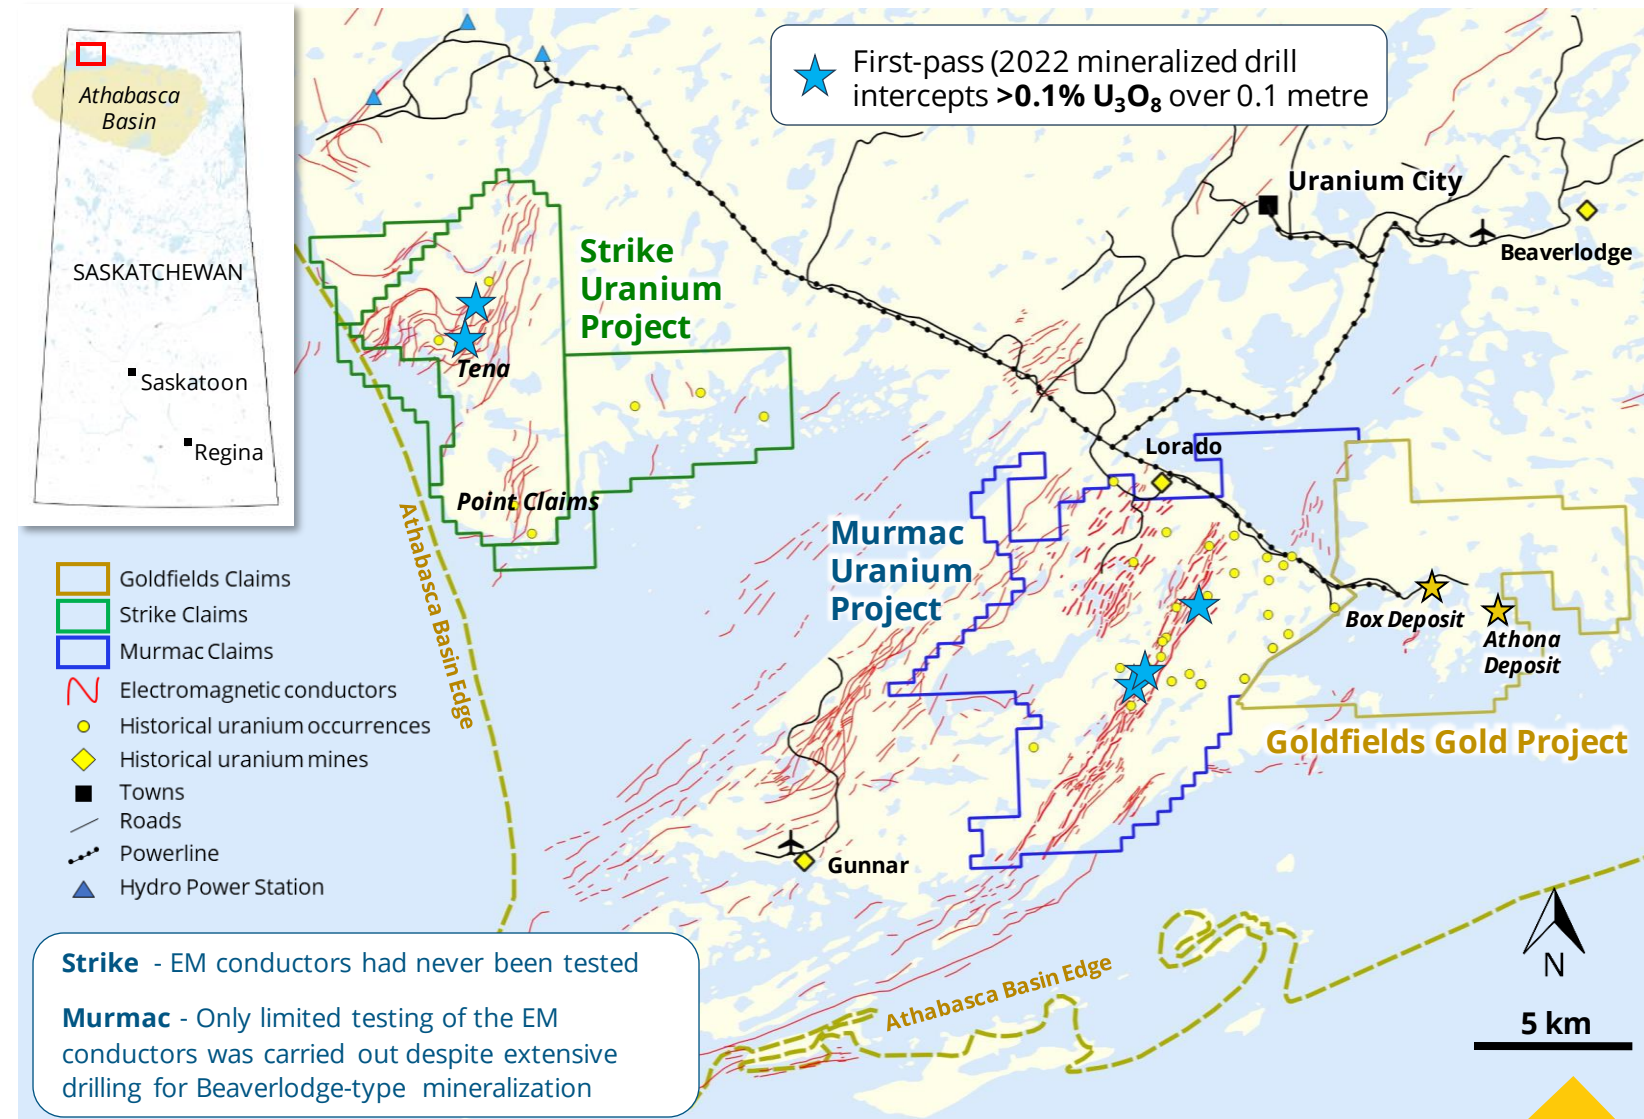 Athabasca
Basin
SASKATCHEWAN
Saskatoon
Regina
First-pass (2022 mineralized drill
intercepts >0.1% U₃O₈ over 0.1 metre
Uranium City
Beaverlodge
Strike
Uranium
Project
Tena
Point Claims
Lorado
Murmac
Uranium
Project
Box Deposit
Athona
Deposit
Goldfields Gold Project
Gunnar
Athabasca Basin Edge
Athabasca Basin Edge
Goldfields Claims
Strike Claims
Murmac Claims
Electromagnetic conductors
Historical uranium occurrences
Historical uranium mines
Towns
Roads
Powerline
Hydro Power Station
Strike - EM conductors had never been tested
Murmac - Only limited testing of the EM
conductors was carried out despite extensive
drilling for Beaverlodge-type mineralization
N
5 km